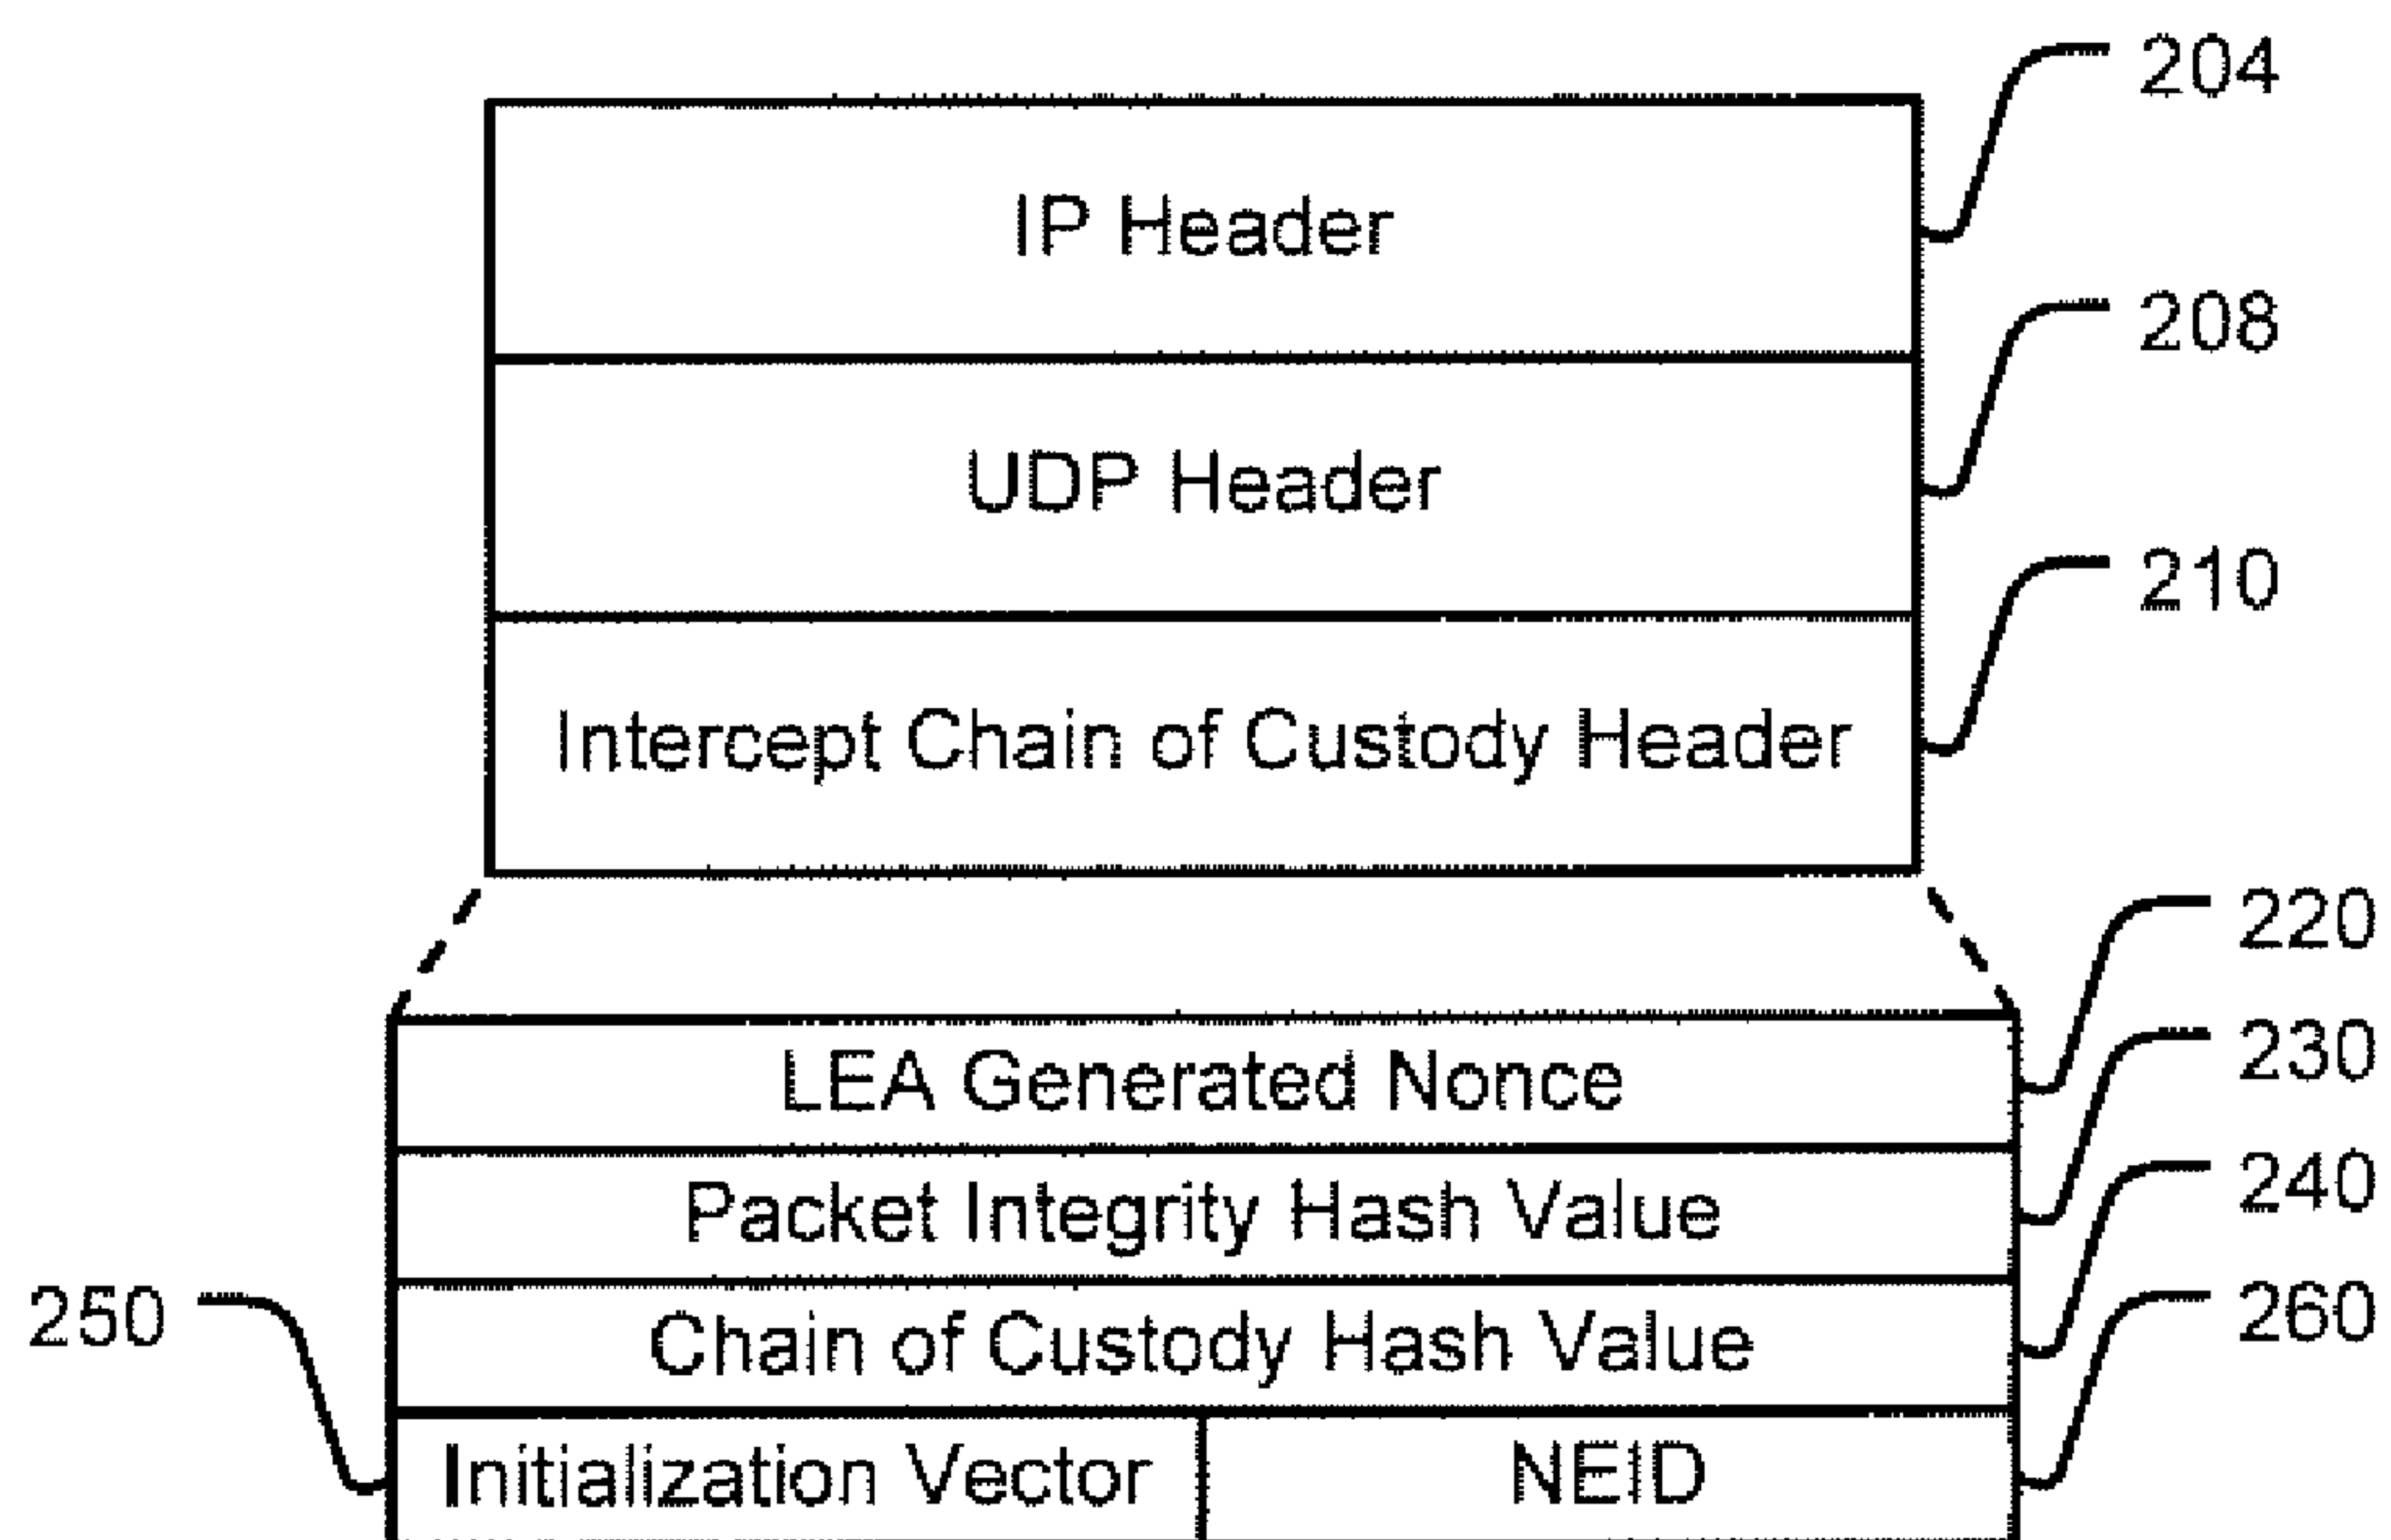 204
IP Header
208
UDP Header
210
Intercept Chain of Custody Header
220
LEA Generated Nonce
230
Packet Integrity Hash Value
240
250
Chain of Custody Hash Value
260
Initialization Vector NEID